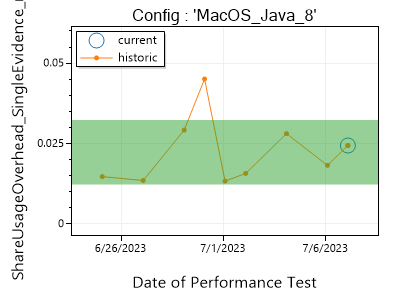 Config : 'MacOS_Java_8'
current
historic
0.05
0.025
0
6/26/2023
7/1/2023
7/6/2023
Date of Performance Test
ShareUsageOverhead_SingleEvidence_